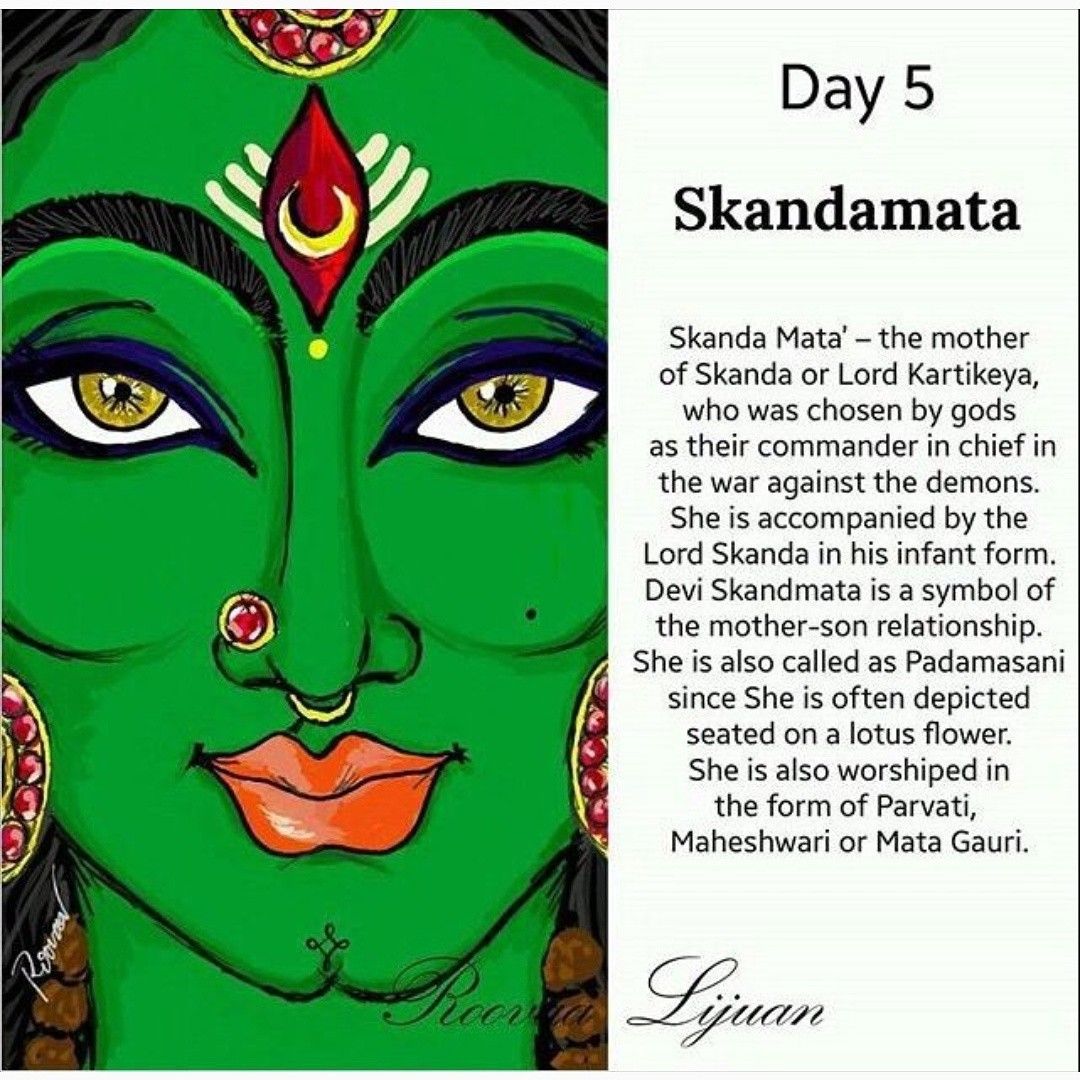 Day 5
Skandamata
Skanda Mata' – the mother
of Skanda or Lord Kartikeya,
who was chosen by gods
as their commander in chief in
the war against the demons.
She is accompanied by the
Lord Skanda in his infant form.
Devi Skandmata is a symbol of
the mother-son relationship.
She is also called as Padamasani
since She is often depicted
seated on a lotus flower.
She is also worshiped in
the form of Parvati,
Maheshwari or Mata Gauri.
Lijuan